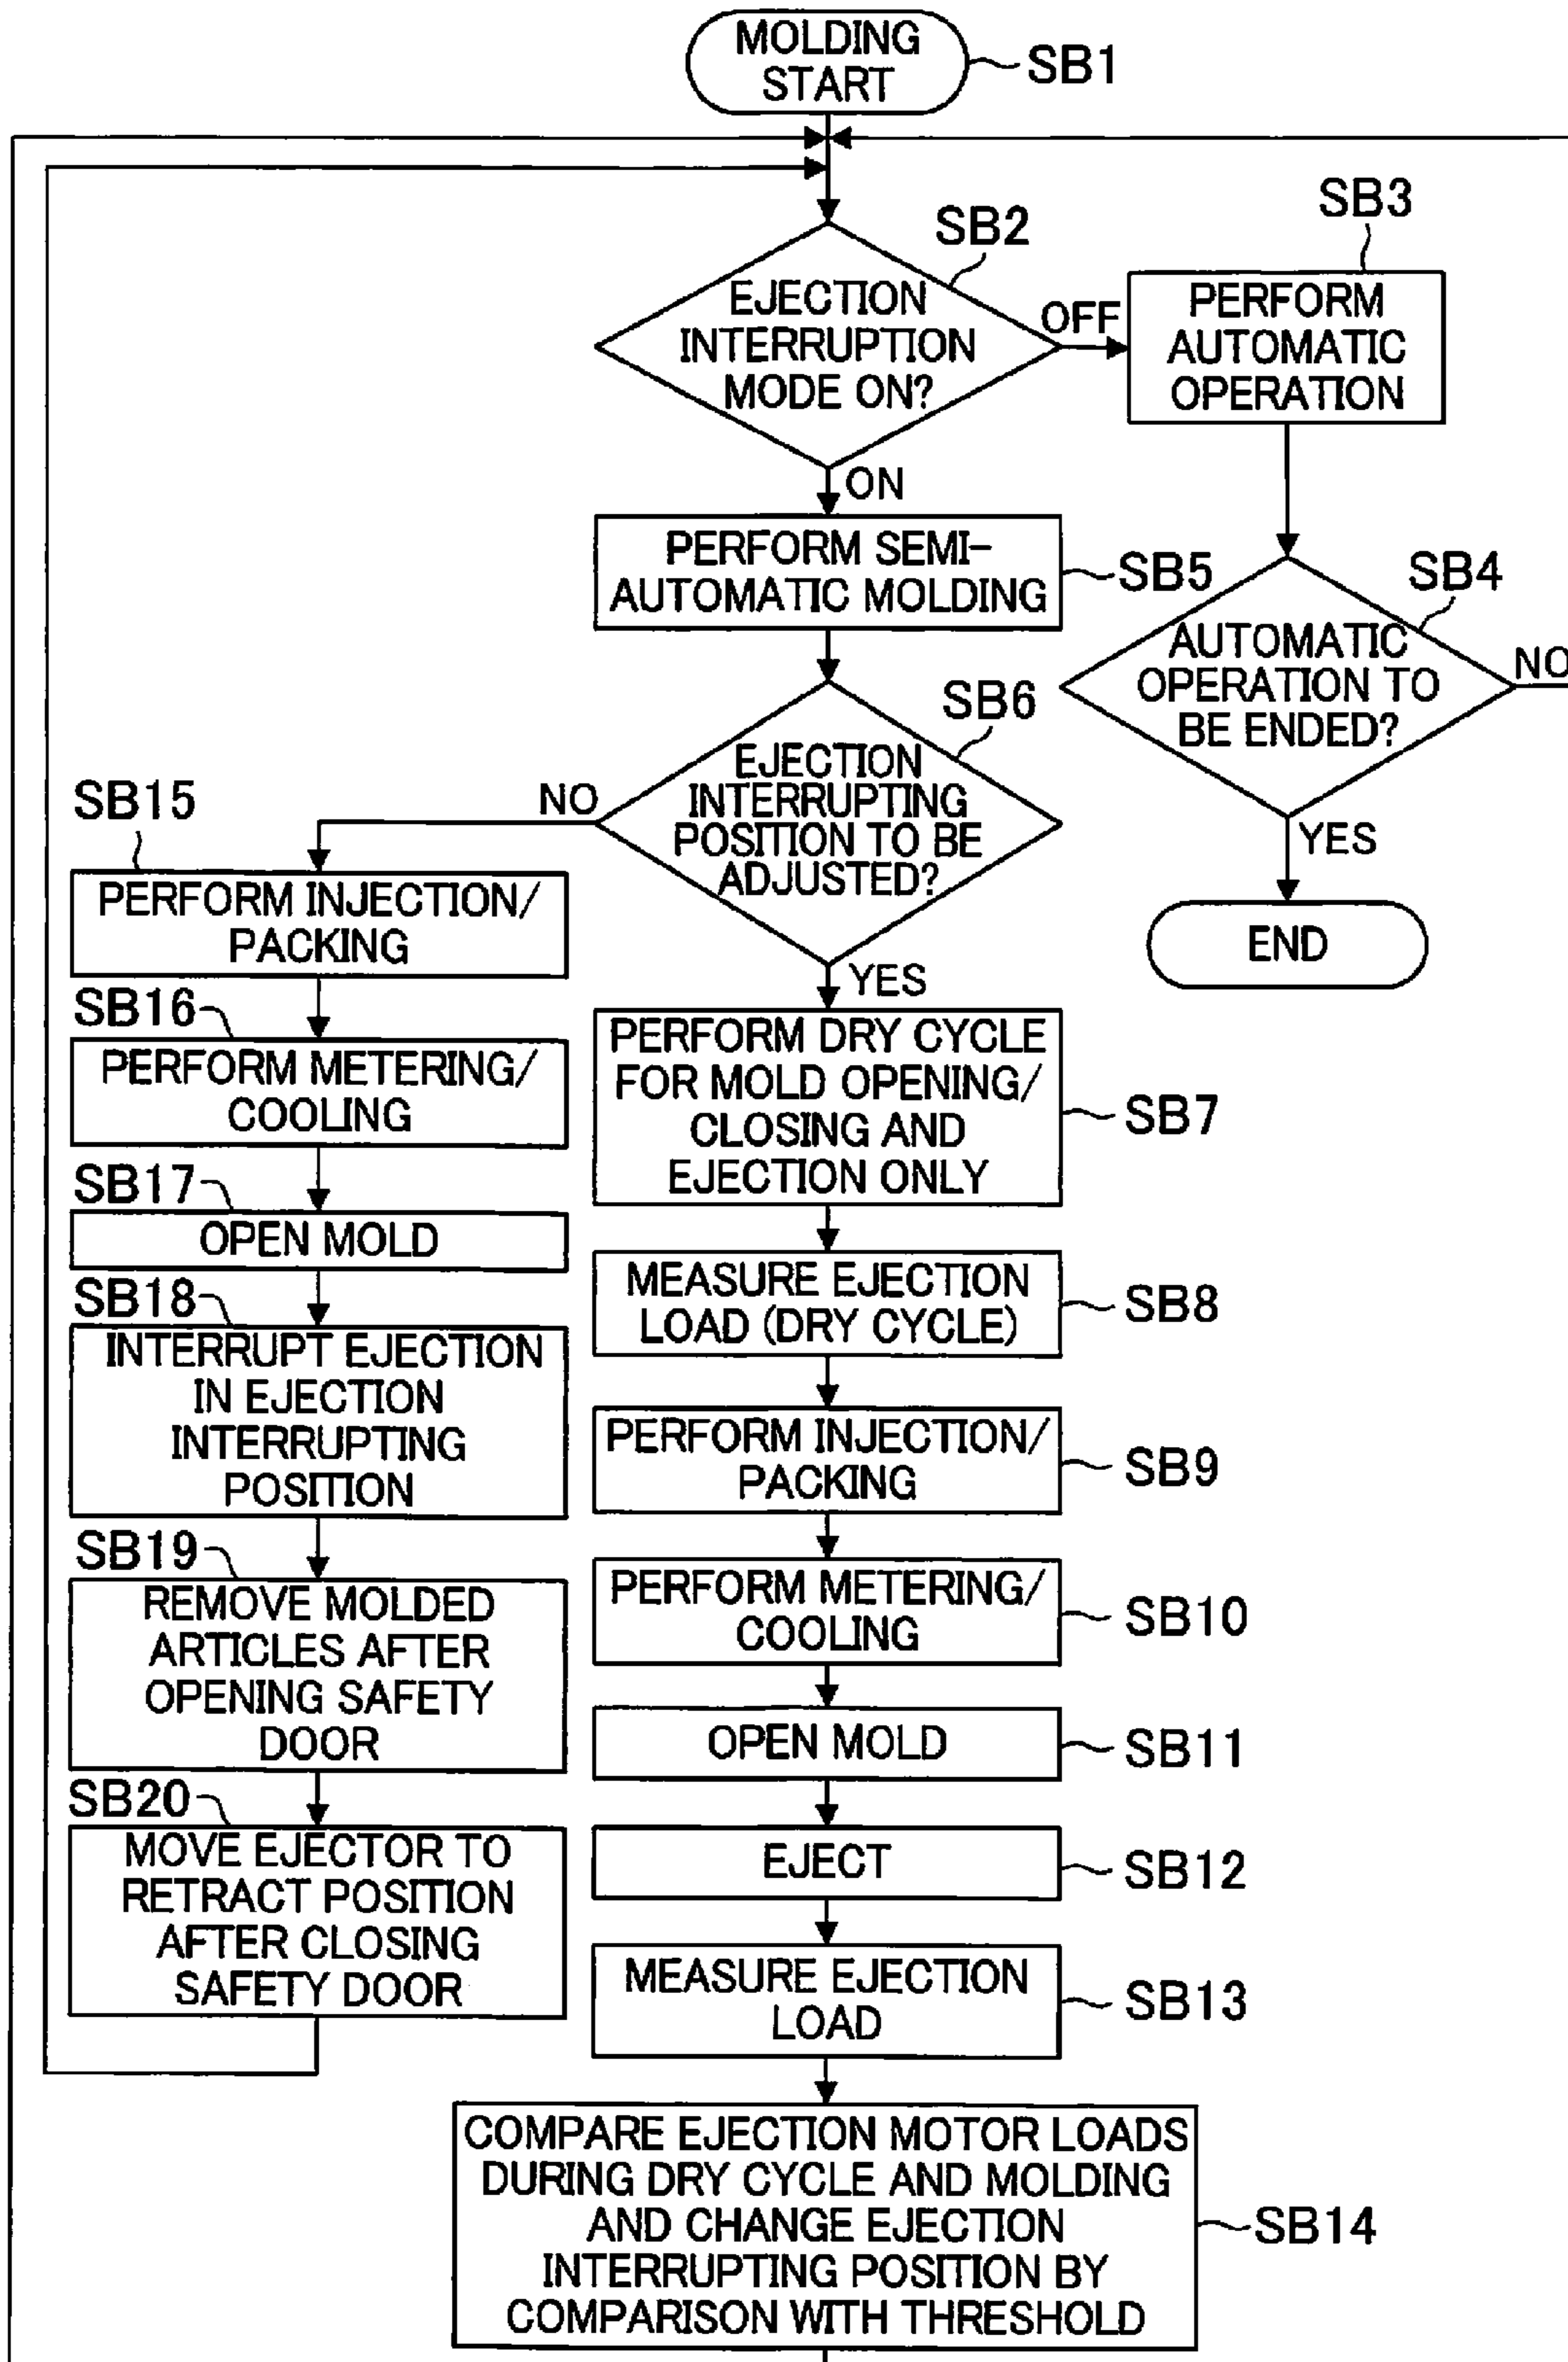 MOLDING
START
SB1
SB2
EJECTION
INTERRUPTION
MODE ON?
OFF
ON
SB3
PERFORM
AUTOMATIC
OPERATION
PERFORM SEMI-
AUTOMATIC MOLDING
SB5
SB4
AUTOMATIC
OPERATION TO
BE ENDED?
NO
YES
END
SB6
EJECTION
INTERRUPTING
POSITION TO BE
ADJUSTED?
NO
YES
SB15
PERFORM INJECTION/
PACKING
SB16
PERFORM METERING/
COOLING
SB17
OPEN MOLD
SB18
INTERRUPT EJECTION
IN EJECTION
INTERRUPTING
POSITION
SB19
REMOVE MOLDED
ARTICLES AFTER
OPENING SAFETY
DOOR
SB20
MOVE EJECTOR TO
RETRACT POSITION
AFTER CLOSING
SAFETY DOOR
PERFORM DRY CYCLE
FOR MOLD OPENING/
CLOSING AND
EJECTION ONLY
SB7
MEASURE EJECTION
LOAD (DRY CYCLE)
SB8
PERFORM INJECTION/
PACKING
SB9
PERFORM METERING/
COOLING
SB10
OPEN MOLD
SB11
EJECT
SB12
MEASURE EJECTION
LOAD
SB13
COMPARE EJECTION MOTOR LOADS
DURING DRY CYCLE AND MOLDING
AND CHANGE EJECTION
INTERRUPTING POSITION BY
COMPARISON WITH THRESHOLD
SB14